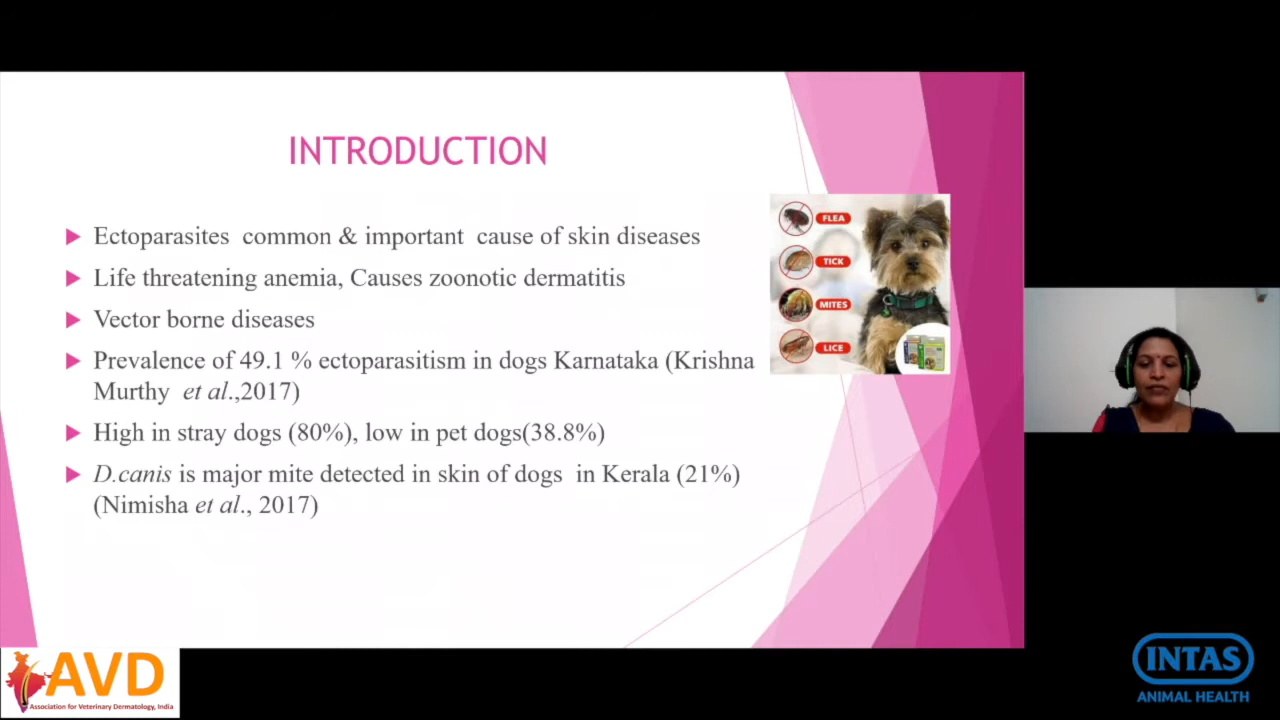 INTRODUCTION
Ectoparasites common & important cause of skin diseases
Life threatening anemia, Causes zoonotic dermatitis
Vector borne diseases
Prevalence of 49.1 % ectoparasitism in dogs Karnataka (Krishna
Murthy et al.,2017)
High in stray dogs (80%), low in pet dogs(38.8%)
D.canis is major mite detected in skin of dogs in Kerala (21%)
(Nimisha et al., 2017)
FLEA
TICK
MITES
LICE
AVD
Association for Veterinary Dermatology, India
INTAS
ANIMAL HEALTH